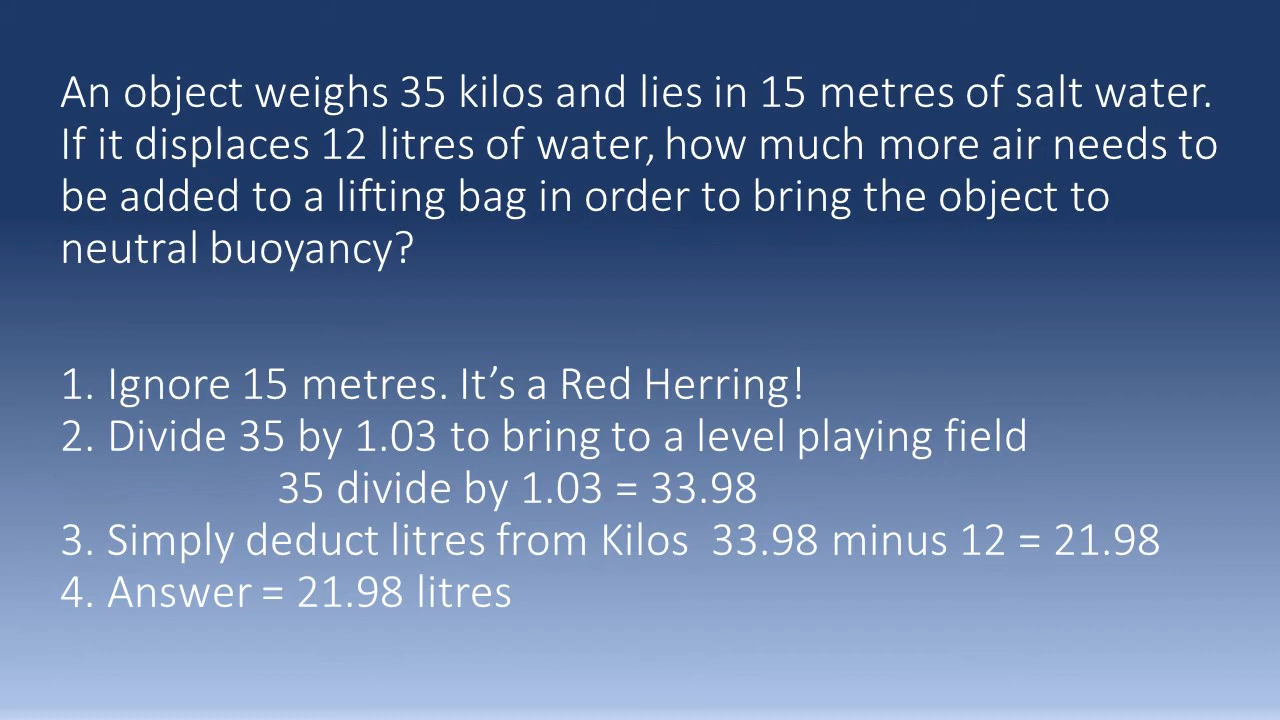 An object weighs 35 kilos and lies in 15 metres of salt water.
If it displaces 12 litres of water, how much more air needs to
be added to a lifting bag in order to bring the object to
neutral buoyancy?
1. Ignore 15 metres. It’s a Red Herring!
2. Divide 35 by 1.03 to bring to a level playing field
35 divide by 1.03 = 33.98
3. Simply deduct litres from Kilos 33.98 minus 12 = 21.98
4. Answer = 21.98 litres